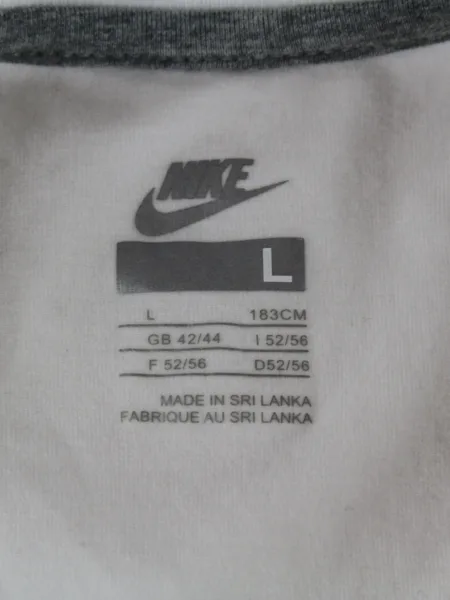 NIKE
L
L 183CM
GB 42/44 I 52/56
F 52/56 D52/56
MADE IN SRI LANKA
FABRIQUE AU SRI LANKA